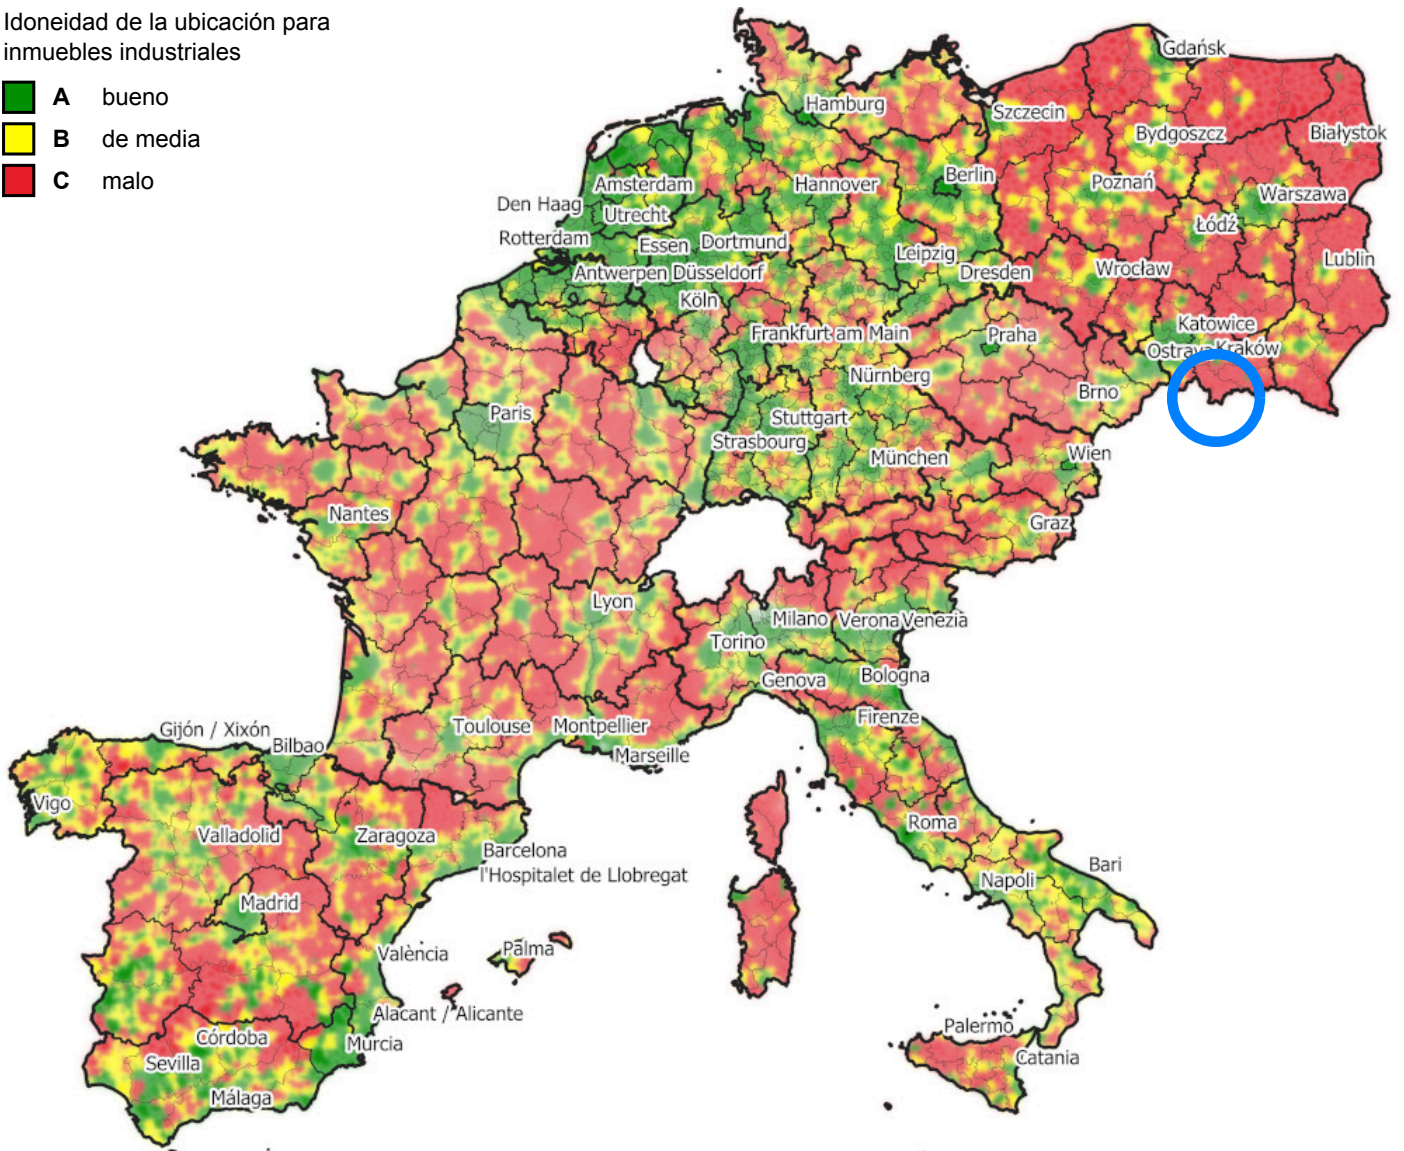 Idoneidad de la ubicación para
inmuebles industriales
A bueno
B de media
C malo
Gdańsk
Hamburg
Szczecin
Bydgoszcz
Białystok
Amsterdam
Hannover
Berlin
Poznań
Warszawa
Den Haag
Utrecht
Łódź
Rotterdam
Essen
Dortmund
Leipzig
Lublin
Antwerpen
Düsseldorf
Dresden
Wrocław
Köln
Katowice
Frankfurt am Main
Praha
Ostrava
Kraków
Nürnberg
Brno
Paris
Stuttgart
Strasbourg
München
Wien
Nantes
Graz
Lyon
Milano
Verona
Venezia
Torino
Genova
Bologna
Firenze
Gijón / Xixón
Toulouse
Montpellier
Bilbao
Marseille
Vigo
Valladolid
Zaragoza
Roma
Barcelona
l'Hospitalet de Llobregat
Bari
Napoli
Madrid
València
Palma
Alacant / Alicante
Palermo
Córdoba
Murcia
Catania
Sevilla
Málaga